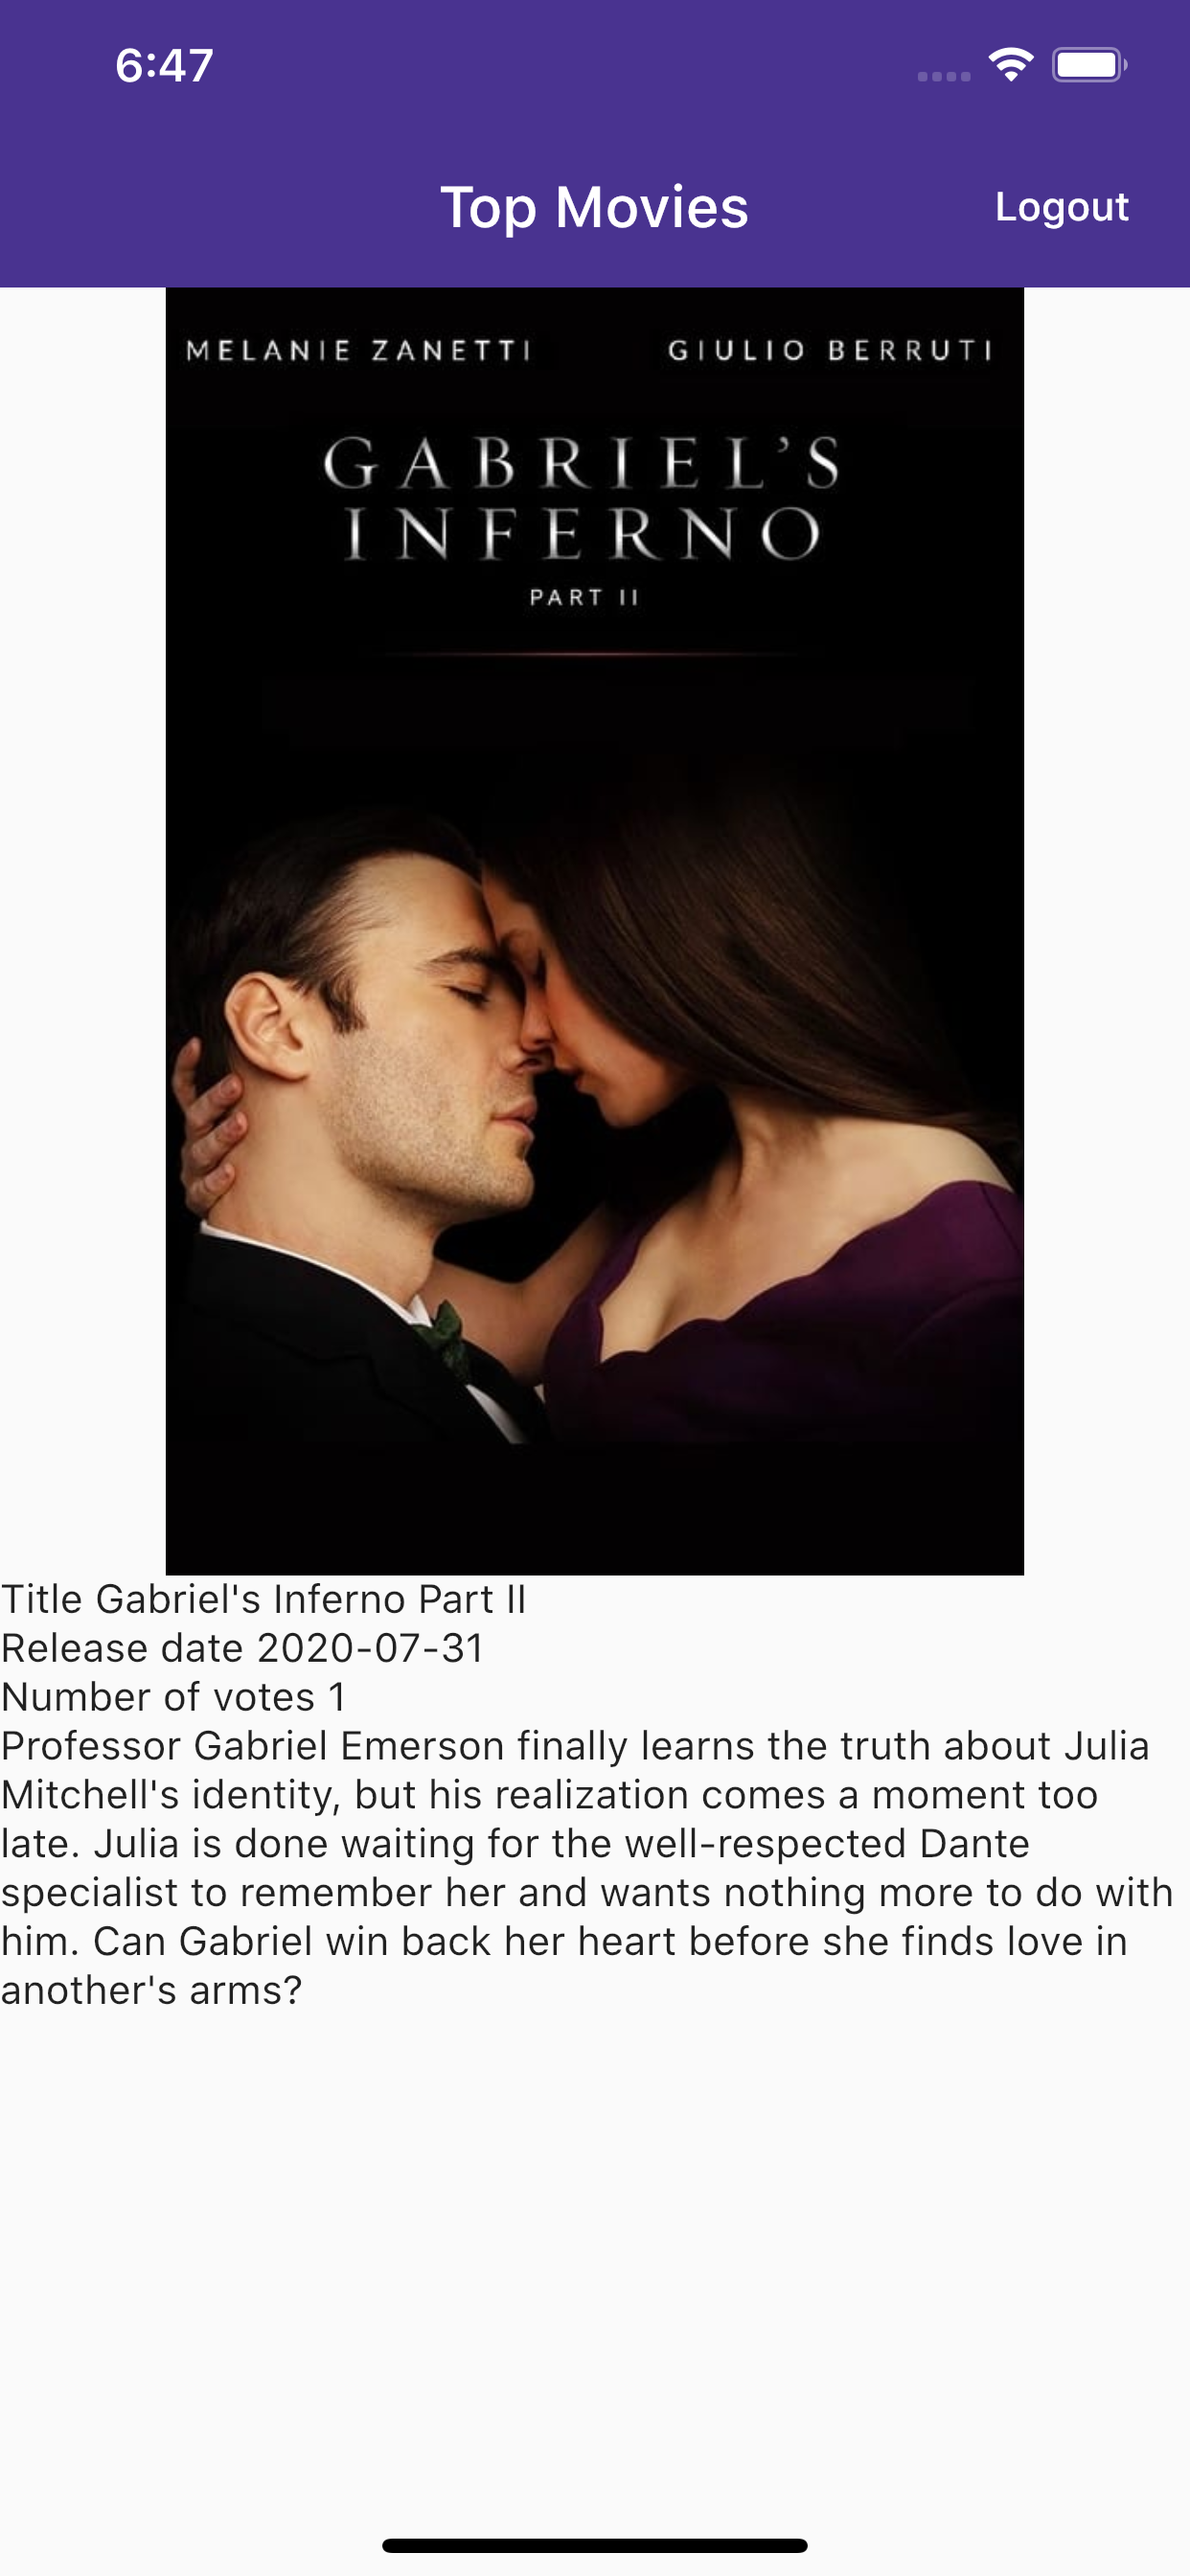 6:47
Top Movies
Logout
MELANIE ZANETTI
GIULIO BERRUTI
GABRIEL'S
INFERNO
PART II
Title Gabriel's Inferno Part II
Release date 2020-07-31
Number of votes 1
Professor Gabriel Emerson finally learns the truth about Julia
Mitchell's identity, but his realization comes a moment too
late. Julia is done waiting for the well-respected Dante
specialist to remember her and wants nothing more to do with
him. Can Gabriel win back her heart before she finds love in
another's arms?